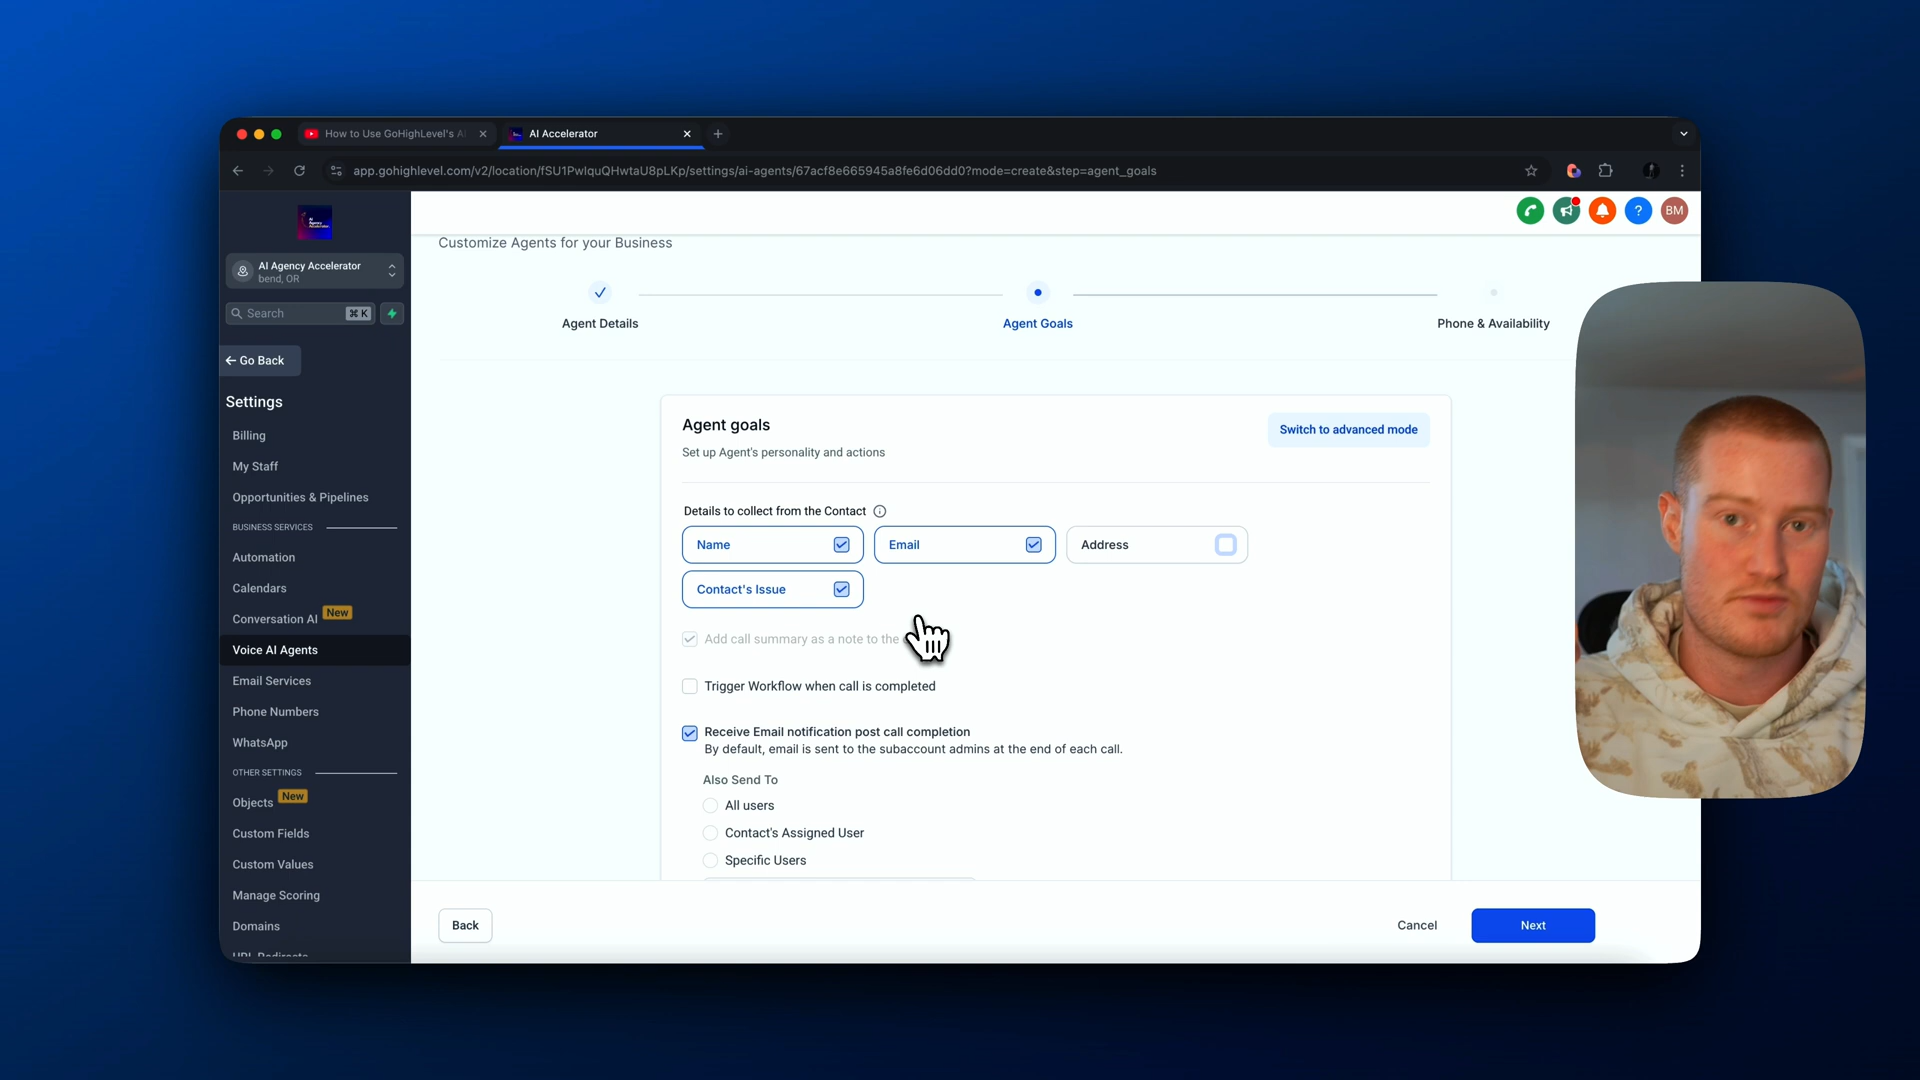 How to Use GoHighLevel's A
AI Accelerator
app.gohighlevel.com/v2/location/fSU1PwIquQHwtaU8pLKp/settings/ai-agents/67acf8e665945a8fe6d06dd0?mode=create&step=agent_goals
BM
AI Agency Accelerator
bend, OR
Search
⌘ K
Go Back
Settings
Billing
My Staff
Opportunities & Pipelines
BUSINESS SERVICES
Automation
Calendars
Conversation AI New
Voice AI Agents
Email Services
Phone Numbers
WhatsApp
OTHER SETTINGS
Objects New
Custom Fields
Custom Values
Manage Scoring
Domains
URL Redirects
Customize Agents for your Business
Agent Details
Agent Goals
Phone & Availability
Agent goals
Set up Agent's personality and actions
Switch to advanced mode
Details to collect from the Contact
Name
Email
Address
Contact's Issue
Add call summary as a note to the
Trigger Workflow when call is completed
Receive Email notification post call completion
By default, email is sent to the subaccount admins at the end of each call.
Also Send To
All users
Contact's Assigned User
Specific Users
Back
Cancel
Next